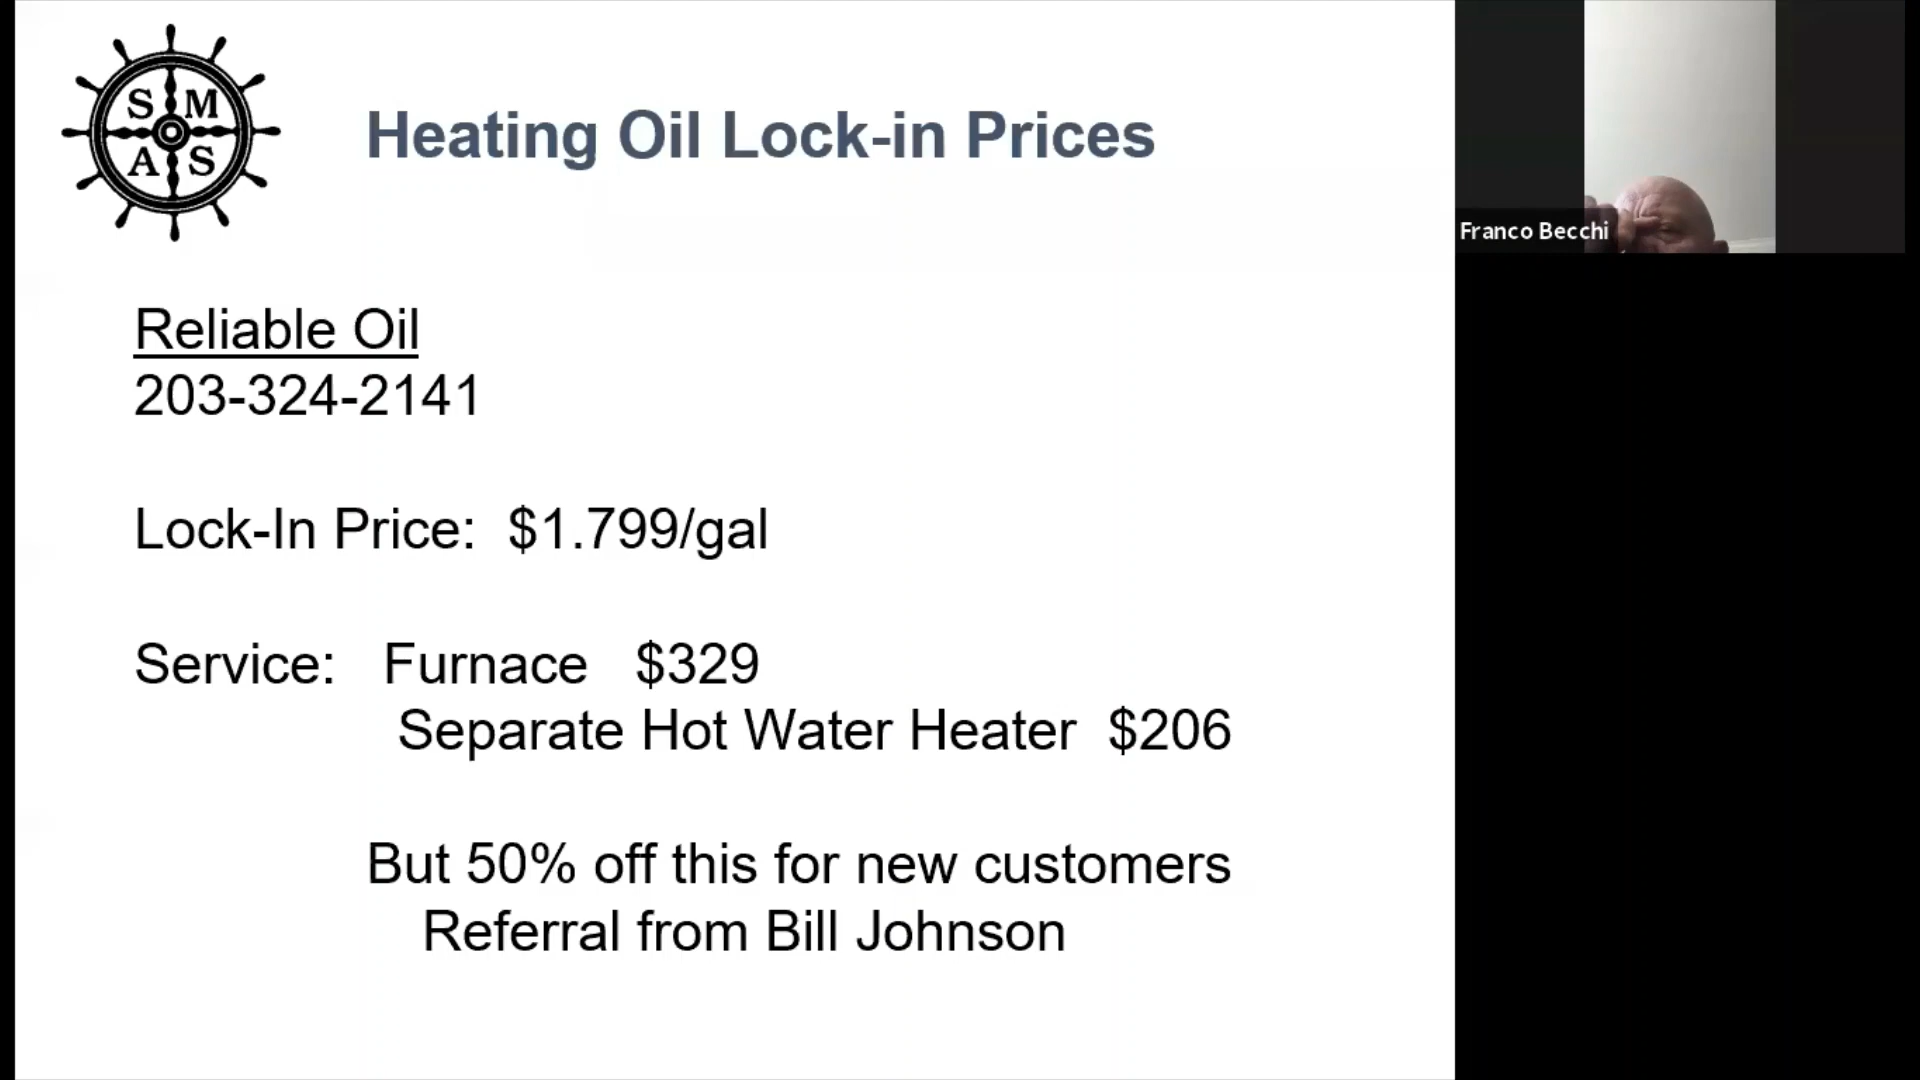 S M
A S
Heating Oil Lock-in Prices
Franco Becchi
Reliable Oil
203-324-2141
Lock-In Price: $1.799/gal
Service: Furnace $329
Separate Hot Water Heater $206
But 50% off this for new customers
Referral from Bill Johnson